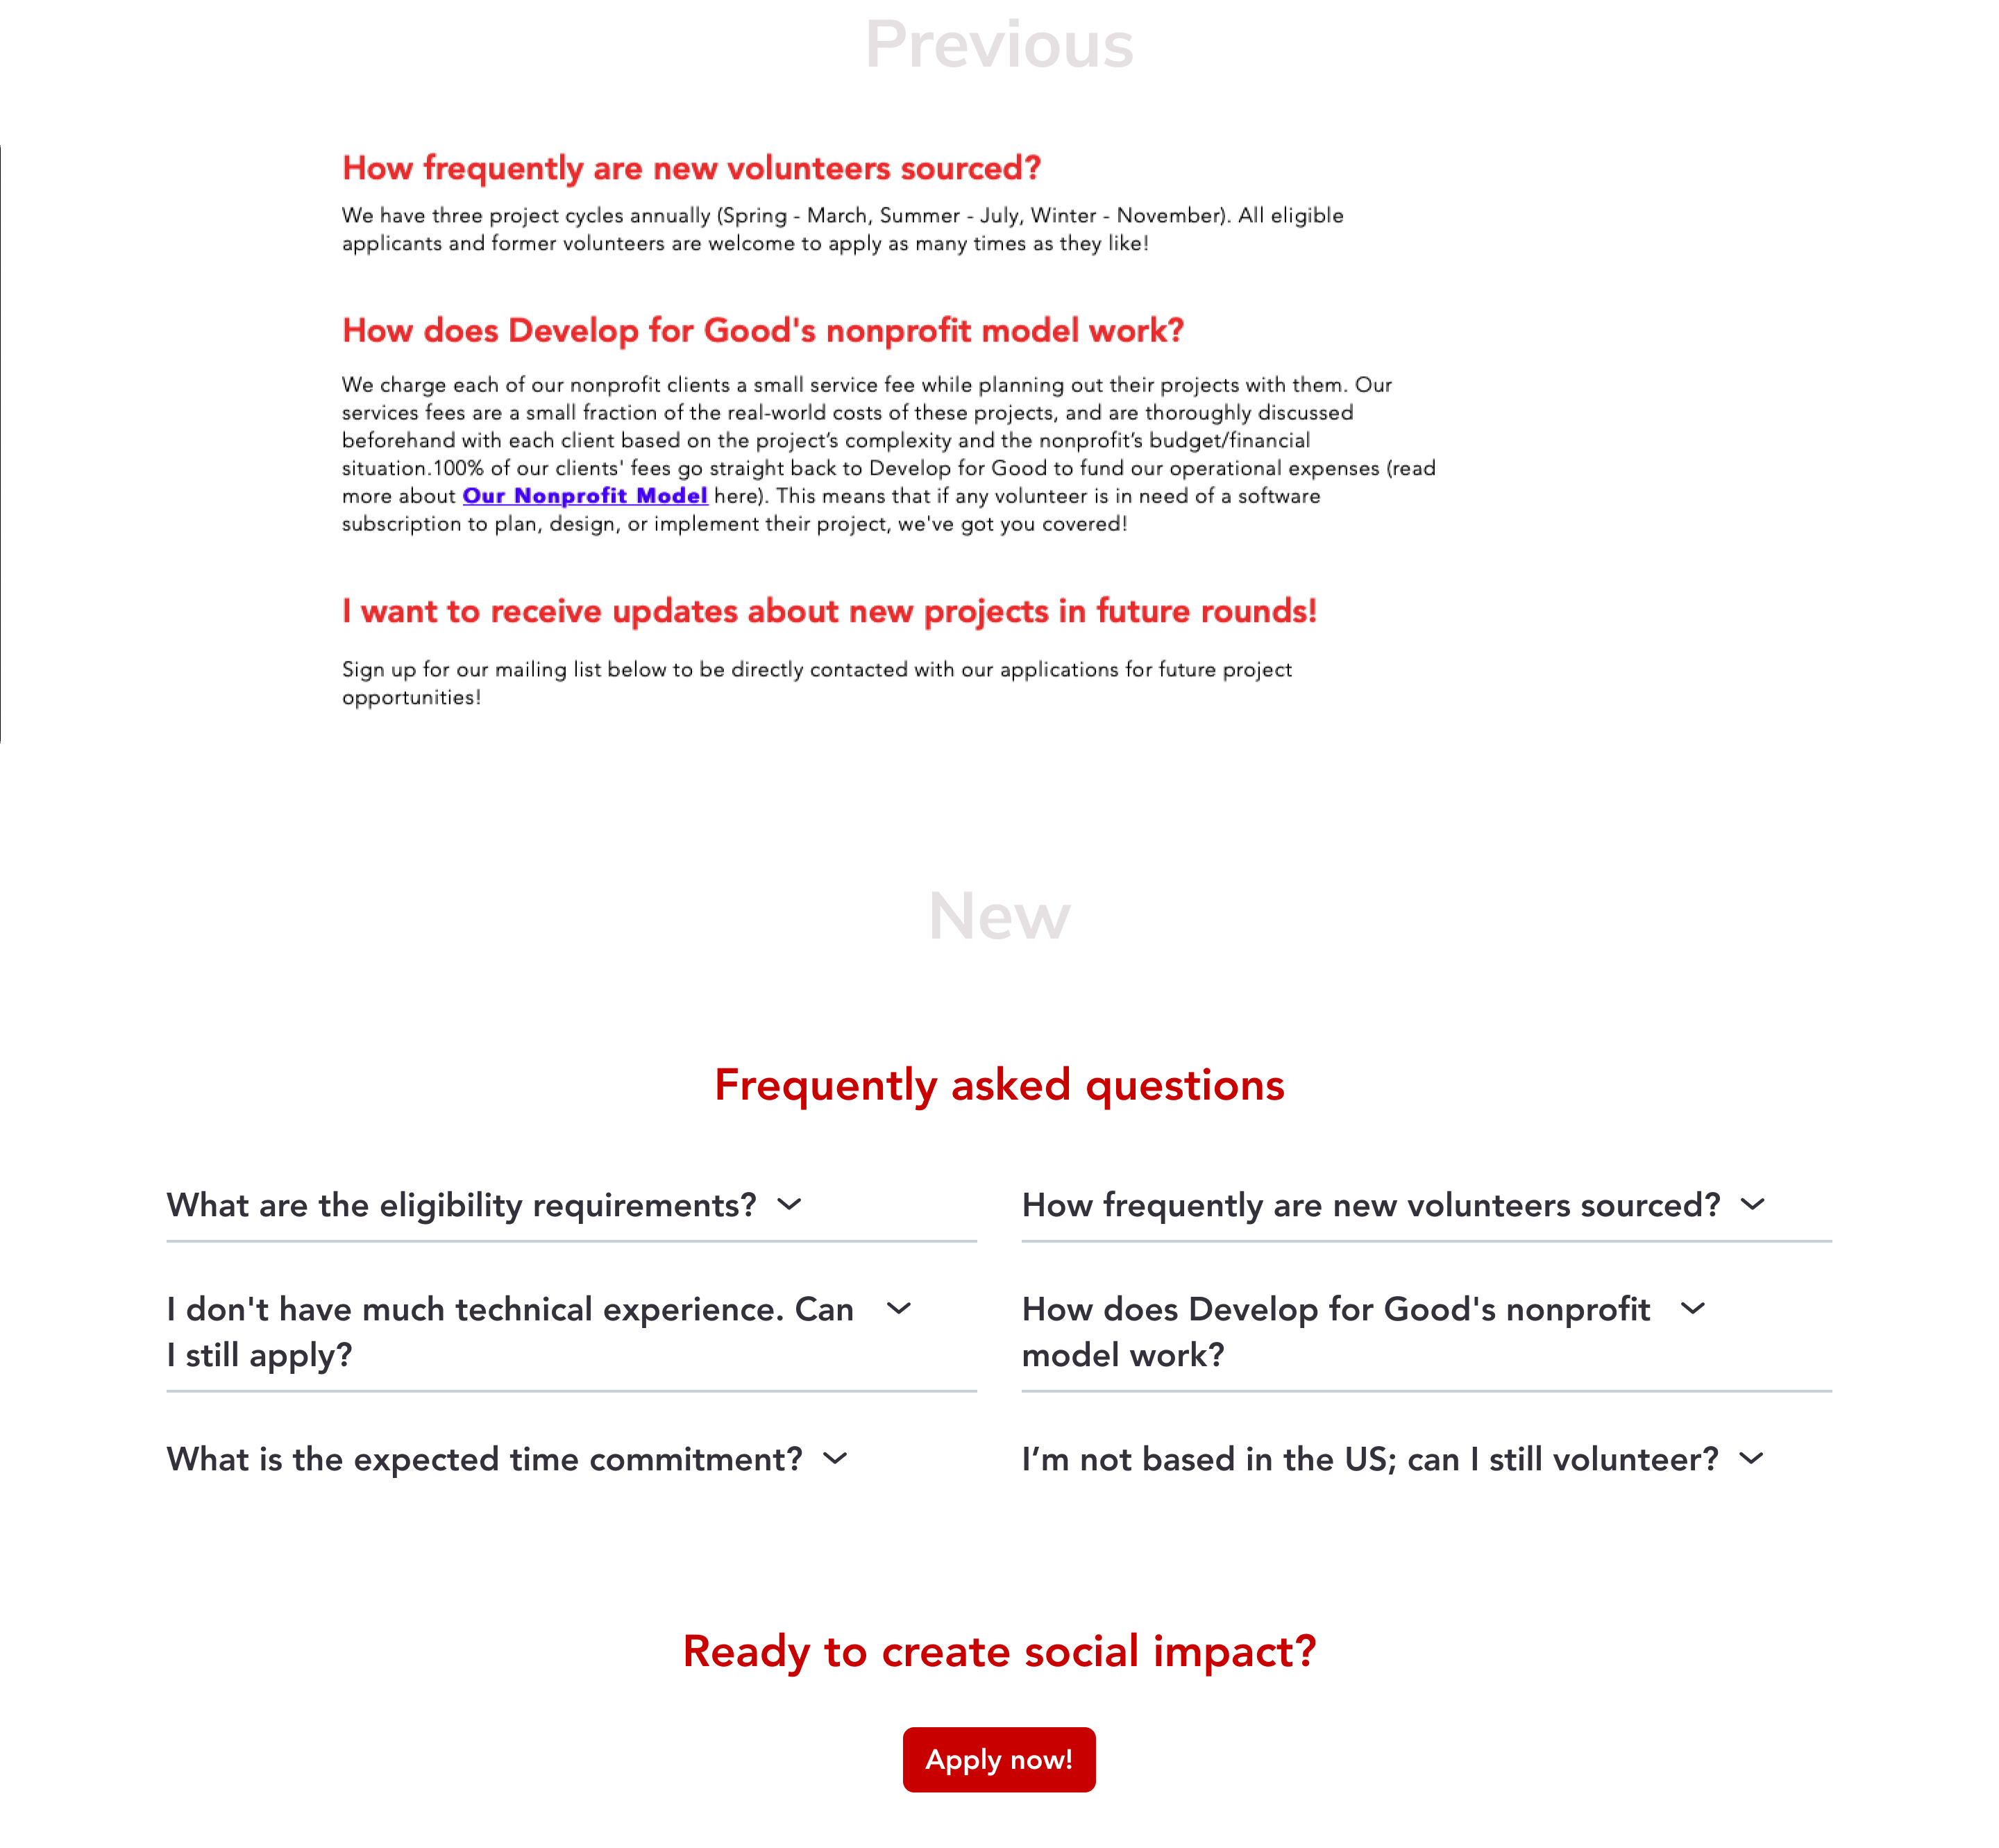 Previous
How frequently are new volunteers sourced?
We have three project cycles annually (Spring - March, Summer - July, Winter - November). All eligible
applicants and former volunteers are welcome to apply as many times as they like!
How does Develop for Good's nonprofit model work?
We charge each of our nonprofit clients a small service fee while planning out their projects with them. Our
services fees are a small fraction of the real-world costs of these projects, and are thoroughly discussed
beforehand with each client based on the project’s complexity and the nonprofit’s budget/financial
situation.100% of our clients' fees go straight back to Develop for Good to fund our operational expenses (read
more about Our Nonprofit Model here). This means that if any volunteer is in need of a software
subscription to plan, design, or implement their project, we've got you covered!
I want to receive updates about new projects in future rounds!
Sign up for our mailing list below to be directly contacted with our applications for future project
opportunities!
New
Frequently asked questions
What are the eligibility requirements?
I don't have much technical experience. Can
I still apply?
What is the expected time commitment?
How frequently are new volunteers sourced?
How does Develop for Good's nonprofit
model work?
I’m not based in the US; can I still volunteer?
Ready to create social impact?
Apply now!